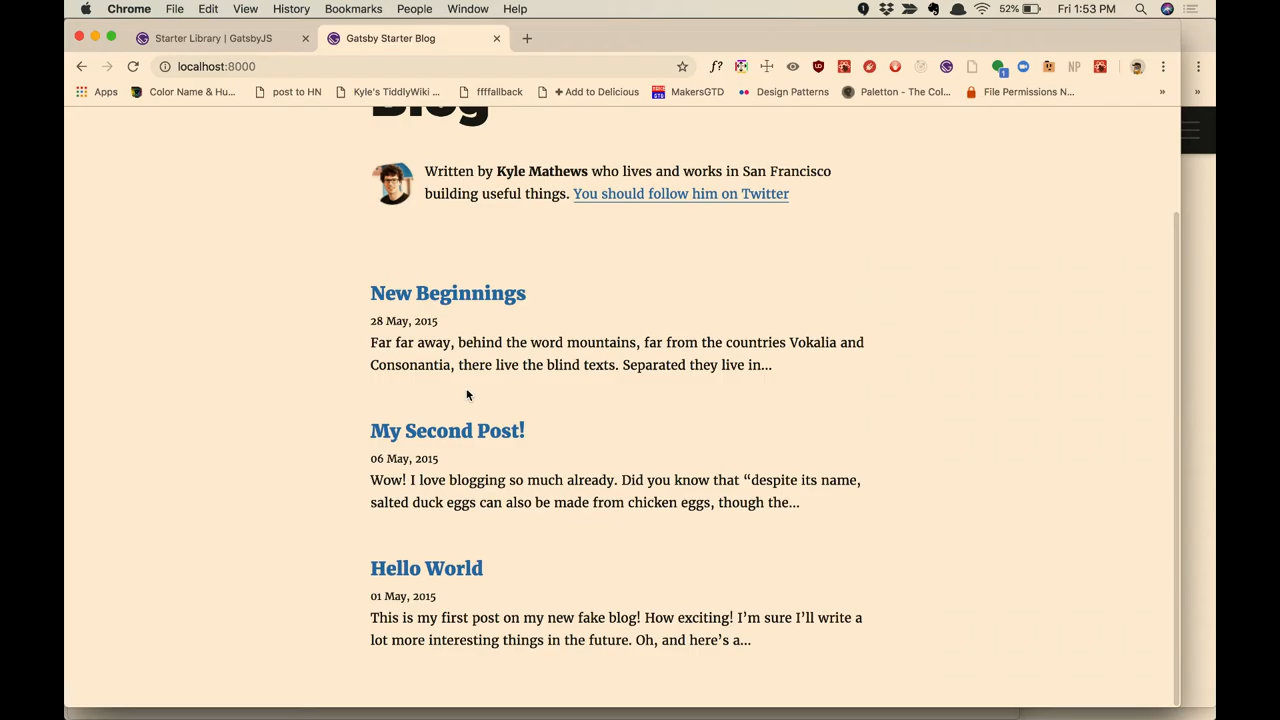 Chrome File Edit View History Bookmarks People Window Help 52% Fri 1:53 PM
Starter Library | GatsbyJS Gatsby Starter Blog
localhost:8000
Apps Color Name & Hu... post to HN Kyle's TiddlyWiki ... ffffallback + Add to Delicious MakersGTD Design Patterns Paletton - The Col... File Permissions N... »
Blog
Written by Kyle Mathews who lives and works in San Francisco
building useful things. You should follow him on Twitter
New Beginnings
28 May, 2015
Far far away, behind the word mountains, far from the countries Vokalia and
Consonantia, there live the blind texts. Separated they live in...
My Second Post!
06 May, 2015
Wow! I love blogging so much already. Did you know that “despite its name,
salted duck eggs can also be made from chicken eggs, though the...
Hello World
01 May, 2015
This is my first post on my new fake blog! How exciting! I’m sure I’ll write a
lot more interesting things in the future. Oh, and here’s a...